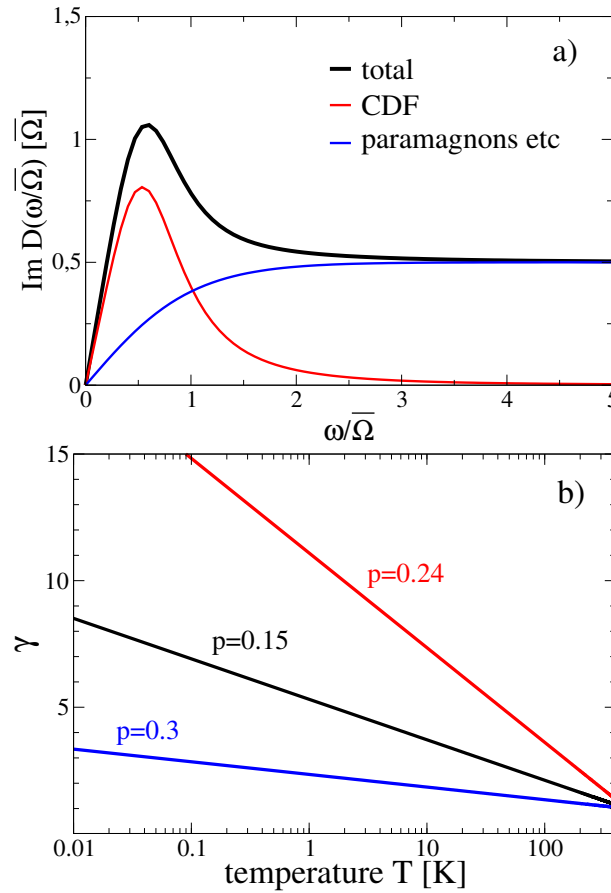 1.5
a)
total
CDF
paramagnons etc
Im D(ω/Ω̅) [Ω̅]
1
0.5
0
0 1 2 3 4 5
ω/Ω̅
15
b)
p=0.24
10
γ
p=0.15
5
p=0.3
0.01 0.1 1 10 100
temperature T [K]